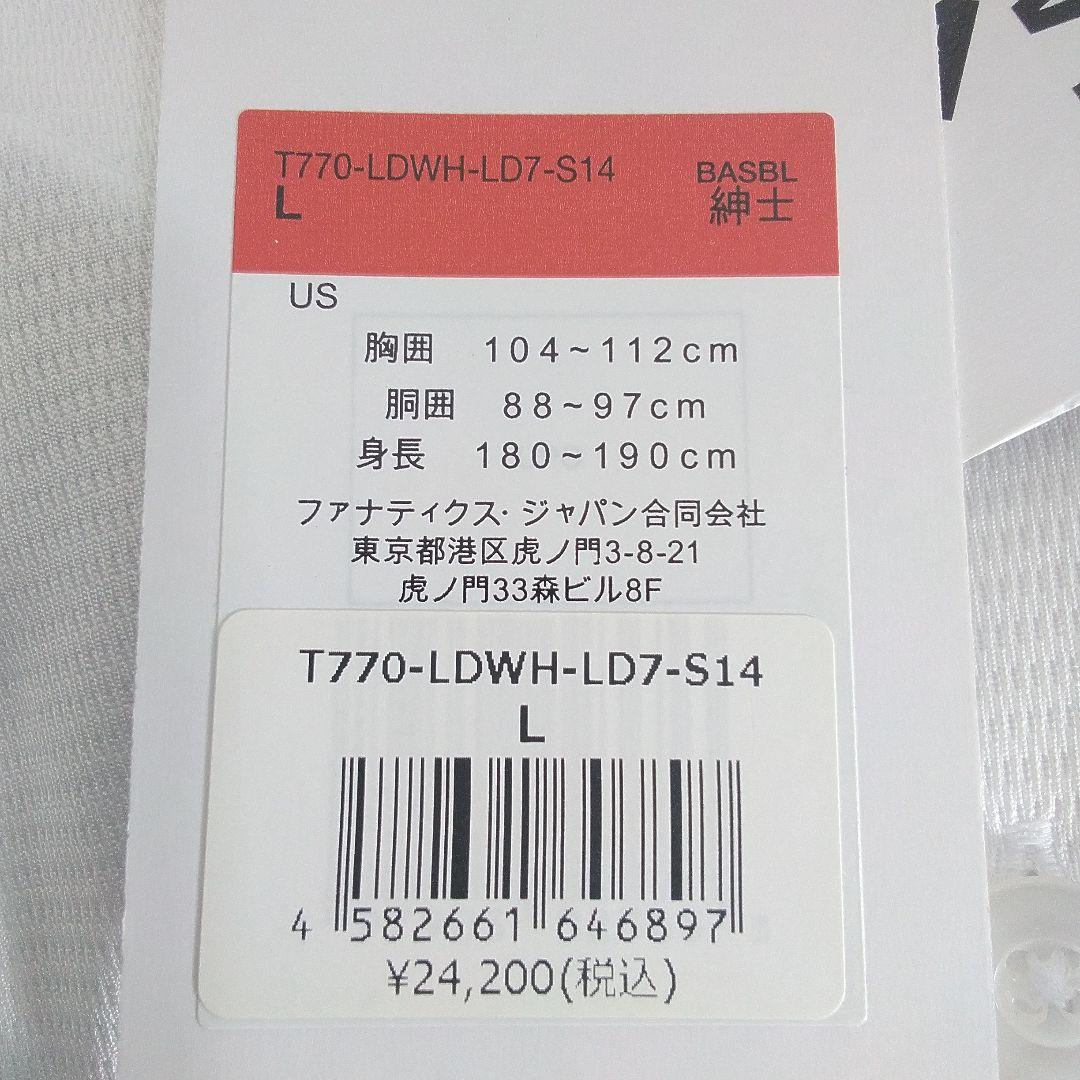 T770-LDWH-LD7-S14
L
BASBL
紳士
US
胸囲 104~112cm
胴囲 88~97cm
身長 180~190cm
ファナティクス・ジャパン合同会社
東京都港区虎ノ門3-8-21
虎ノ門33森ビル8F
T770-LDWH-LD7-S14
L
4 582661 646897
¥24,200(税込)